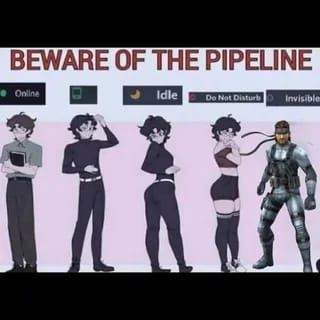 BEWARE OF THE PIPELINE
Online
Idle
Do Not Disturb
Invisible